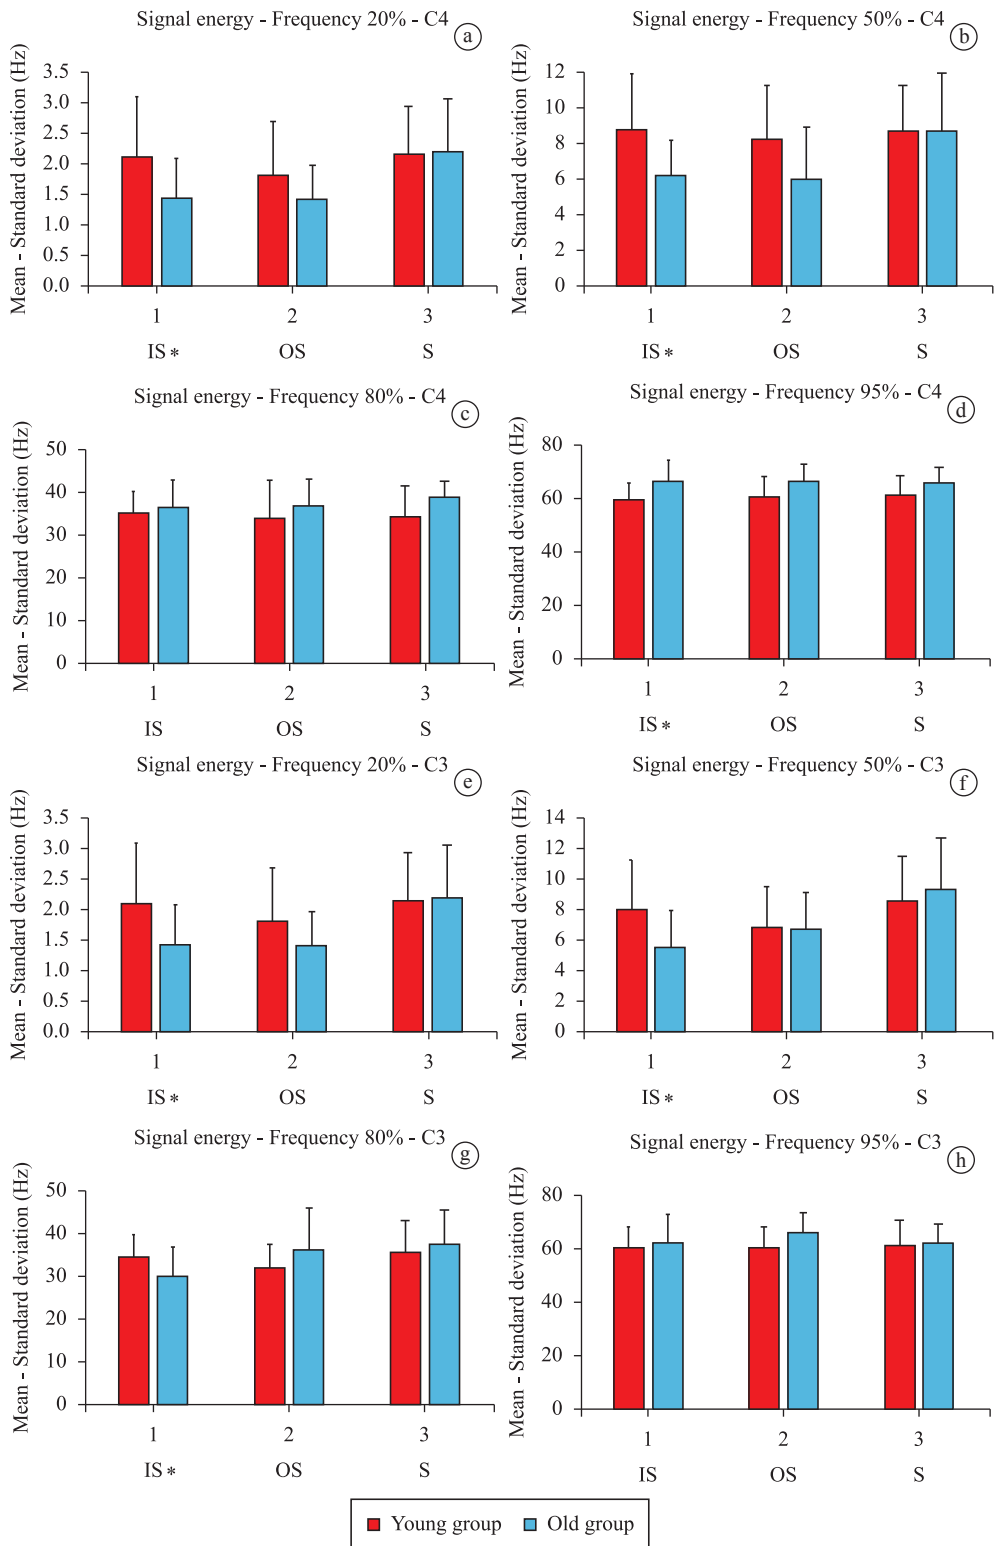 Signal energy - Frequency 20% - C4
a
Mean - Standard deviation (Hz)
3.5
3.0
2.5
2.0
1.5
1.0
0.5
0.0
1
2
3
IS *
OS
S
Signal energy - Frequency 50% - C4
b
Mean - Standard deviation (Hz)
12
10
8
6
4
2
0
1
2
3
IS *
OS
S
Signal energy - Frequency 80% - C4
c
Mean - Standard deviation (Hz)
50
40
30
40
10
0
1
2
3
IS
OS
S
Signal energy - Frequency 95% - C4
d
Mean - Standard deviation (Hz)
80
60
40
20
0
1
2
3
IS *
OS
S
Signal energy - Frequency 20% - C3
e
Mean - Standard deviation (Hz)
3.5
3.0
2.5
2.0
1.5
1.0
0.5
0.0
1
2
3
IS *
OS
S
Signal energy - Frequency 50% - C3
f
Mean - Standard deviation (Hz)
14
12
10
8
6
4
2
0
1
2
3
IS *
OS
S
Signal energy - Frequency 80% - C3
g
Mean - Standard deviation (Hz)
50
40
30
20
10
0
1
2
3
IS *
OS
S
Signal energy - Frequency 95% - C3
h
Mean - Standard deviation (Hz)
80
60
40
20
0
1
2
3
IS
OS
S
Young group
Old group